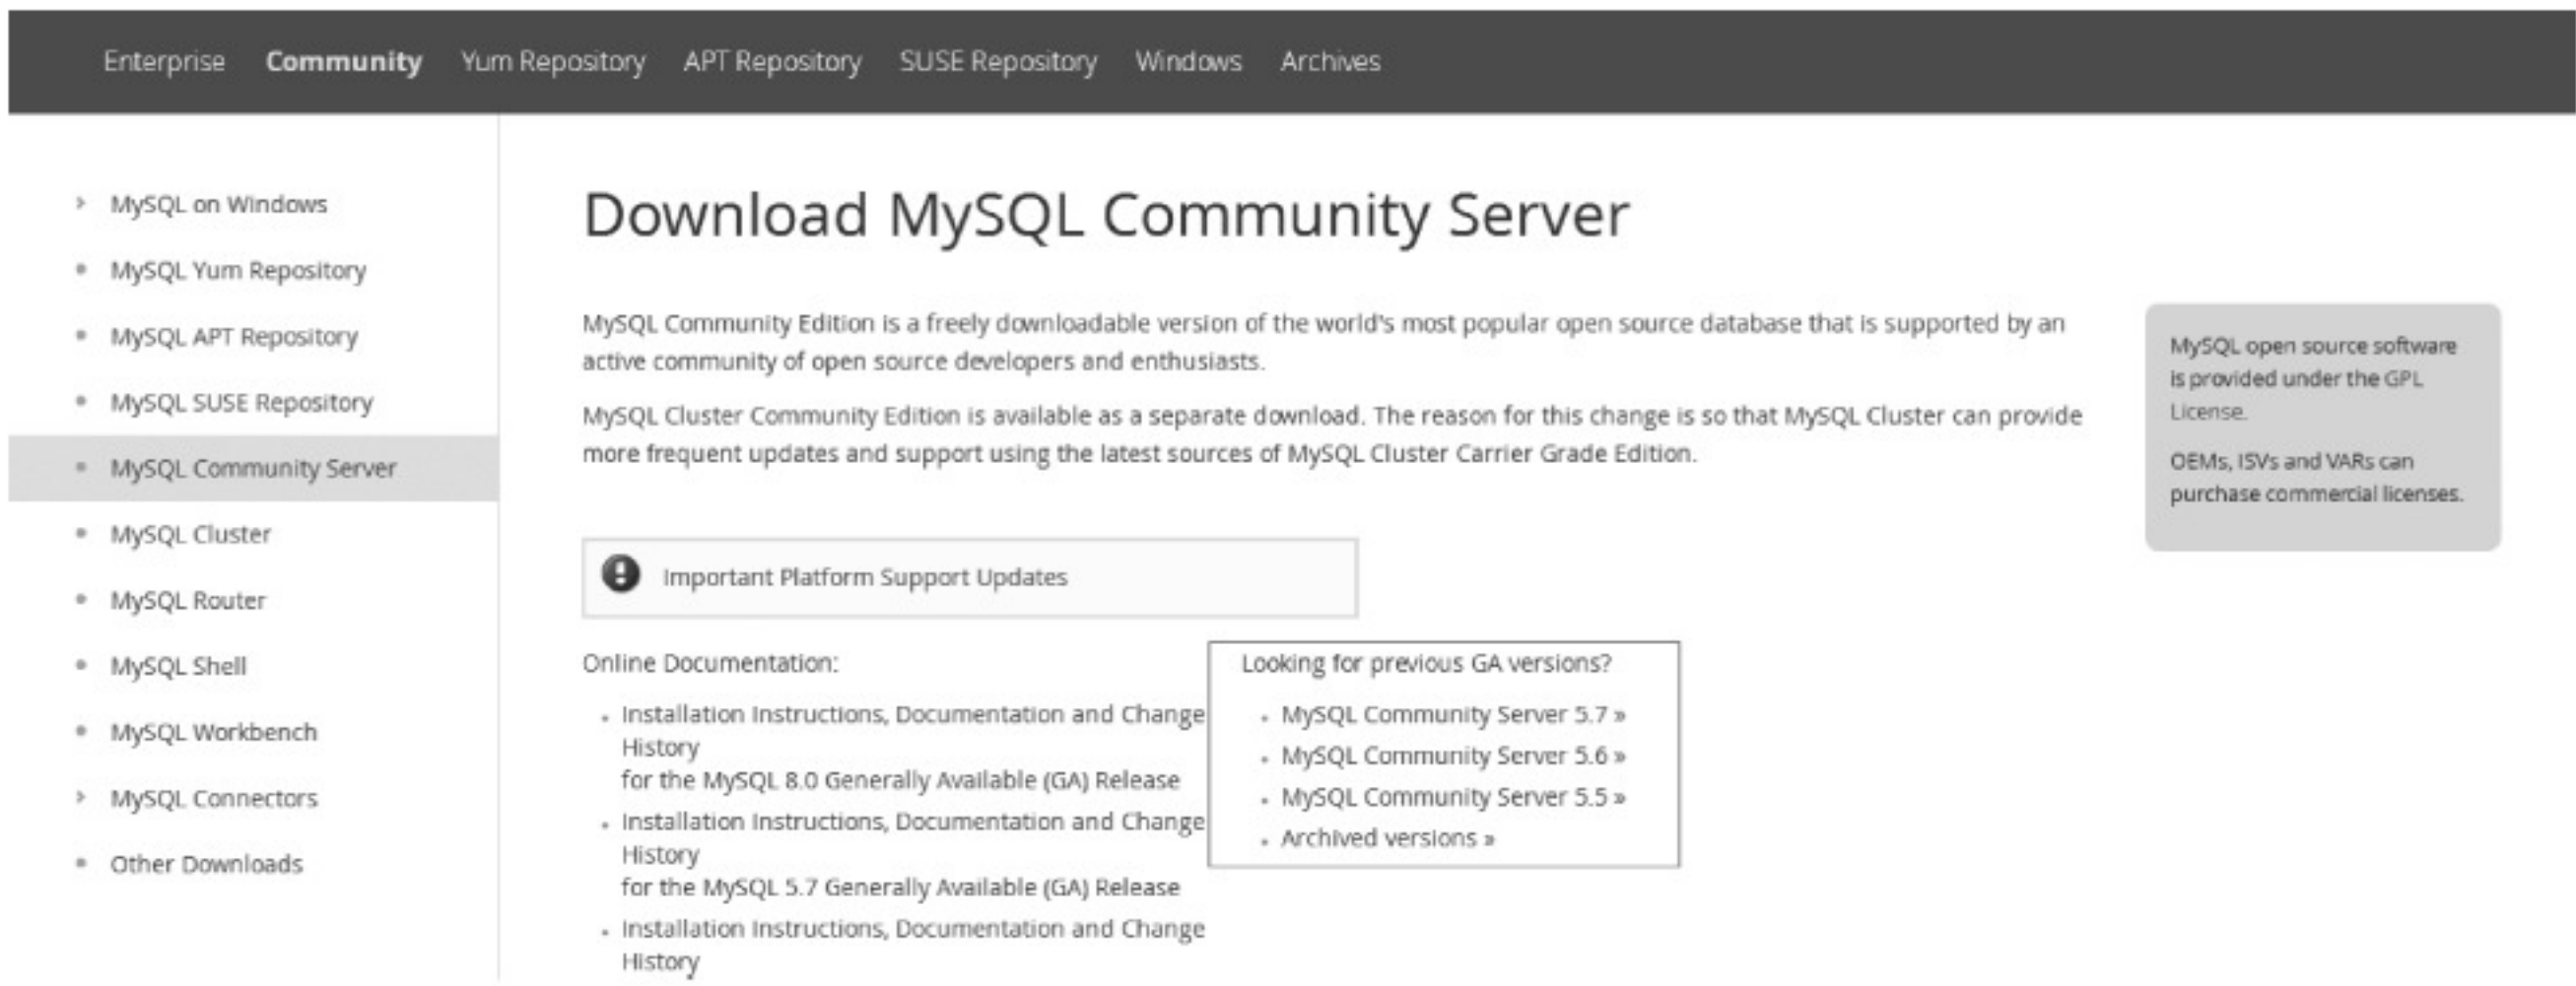 Enterprise Community Yum Repository APT Repository SUSE Repository Windows Archives
MySQL on Windows
MySQL Yum Repository
MySQL APT Repository
MySQL SUSE Repository
MySQL Community Server
MySQL Cluster
MySQL Router
MySQL Shell
MySQL Workbench
MySQL Connectors
Other Downloads
Download MySQL Community Server
MySQL Community Edition is a freely downloadable version of the world's most popular open source database that is supported by an
active community of open source developers and enthusiasts.
MySQL Cluster Community Edition is available as a separate download. The reason for this change is so that MySQL Cluster can provide
more frequent updates and support using the latest sources of MySQL Cluster Carrier Grade Edition.
Important Platform Support Updates
Online Documentation:
Installation Instructions, Documentation and Change
History
for the MySQL 8.0 Generally Available (GA) Release
Installation Instructions, Documentation and Change
History
for the MySQL 5.7 Generally Available (GA) Release
Installation Instructions, Documentation and Change
History
Looking for previous GA versions?
MySQL Community Server 5.7 »
MySQL Community Server 5.6 »
MySQL Community Server 5.5 »
Archived versions »
MySQL open source software
is provided under the GPL
License.
OEMs, ISVs and VARs can
purchase commercial licenses.